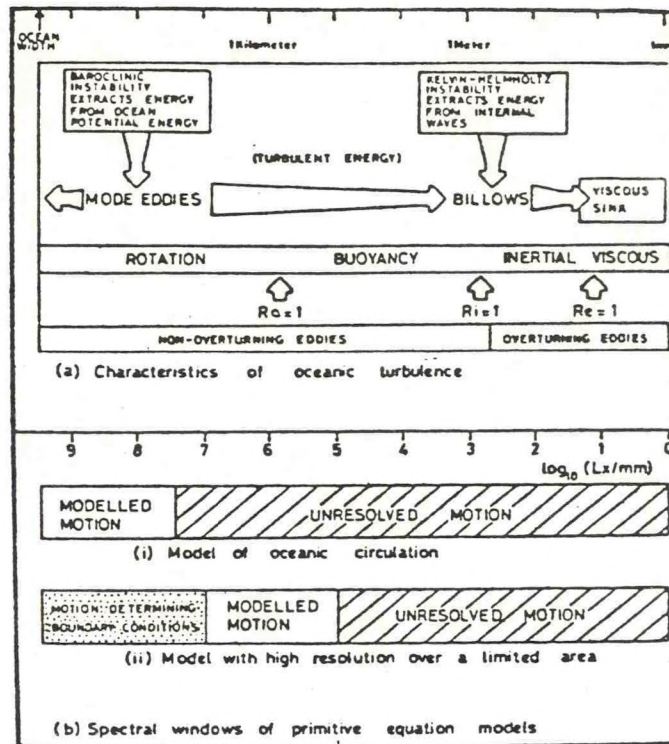 OCEAN
WIDTH
1 Kilometer
1 Meter
BAROCLINIC
INSTABILITY
EXTRACTS ENERGY
FROM OCEAN
POTENTIAL ENERGY
KELVIN-HELMHOLTZ
INSTABILITY
EXTRACTS ENERGY
FROM INTERNAL
WAVES
(TURBULENT ENERGY)
MODE EDDIES
BILLOWS
VISCOUS
SINK
ROTATION BUOYANCY INERTIAL VISCOUS
Ro=1 Ri=1 Re=1
NON-OVERTURNING EDDIES OVERTURNING EDDIES
(a) Characteristics of oceanic turbulence
9 8 7 6 5 4 3 2 1 0
log10 (Lx/mm)
MODELLED
MOTION
UNRESOLVED MOTION
(i) Model of oceanic circulation
MOTION DETERMINING
BOUNDARY CONDITIONS
MODELLED
MOTION
UNRESOLVED MOTION
(ii) Model with high resolution over a limited area
(b) Spectral windows of primitive equation models